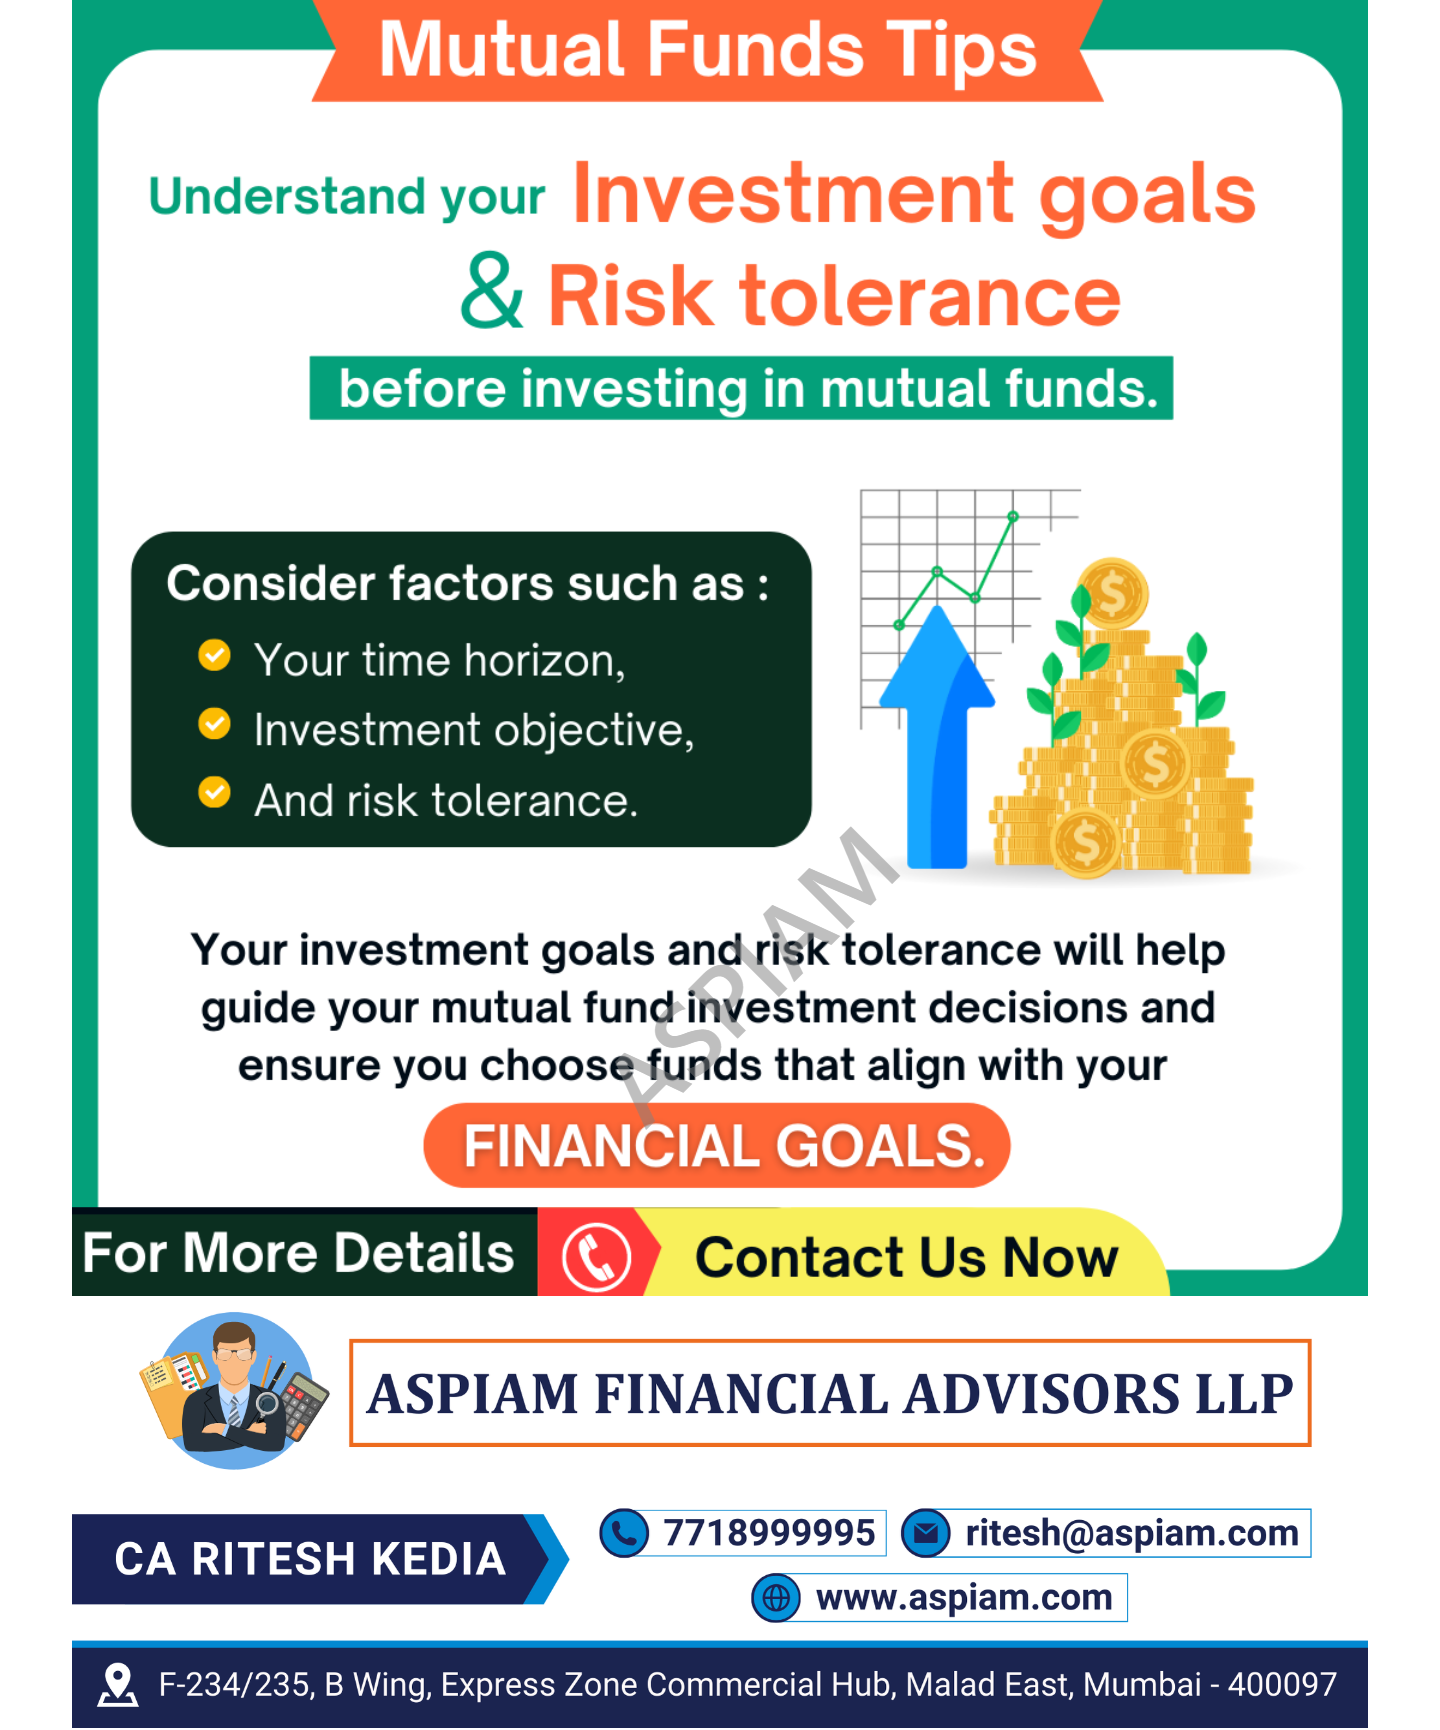 Mutual Funds Tips
Understand your Investment goals
& Risk tolerance
before investing in mutual funds.
Consider factors such as :
Your time horizon,
Investment objective,
And risk tolerance.
ASPIAM
Your investment goals and risk tolerance will help
guide your mutual fund investment decisions and
ensure you choose funds that align with your
FINANCIAL GOALS.
For More Details
Contact Us Now
ASPIAM FINANCIAL ADVISORS LLP
CA RITESH KEDIA
7718999995
ritesh@aspiam.com
www.aspiam.com
F-234/235, B Wing, Express Zone Commercial Hub, Malad East, Mumbai - 400097